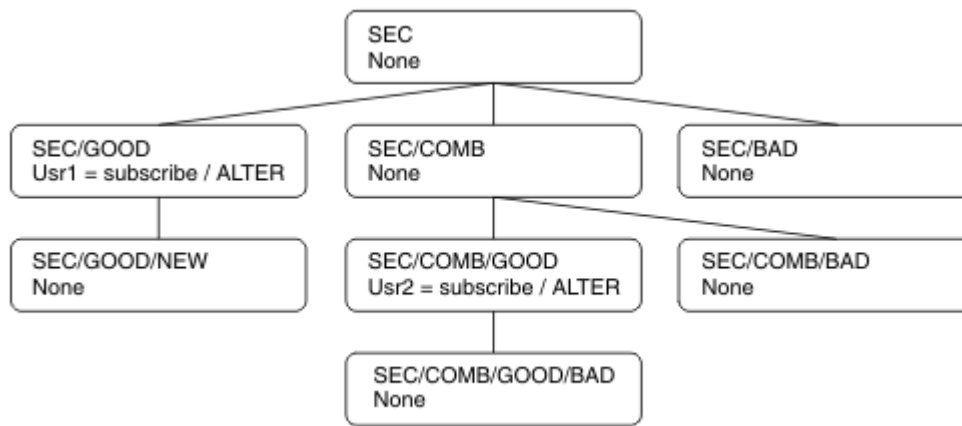 SEC
None
SEC/GOOD
Usr1 = subscribe / ALTER
SEC/COMB
None
SEC/BAD
None
SEC/GOOD/NEW
None
SEC/COMB/GOOD
Usr2 = subscribe / ALTER
SEC/COMB/BAD
None
SEC/COMB/GOOD/BAD
None